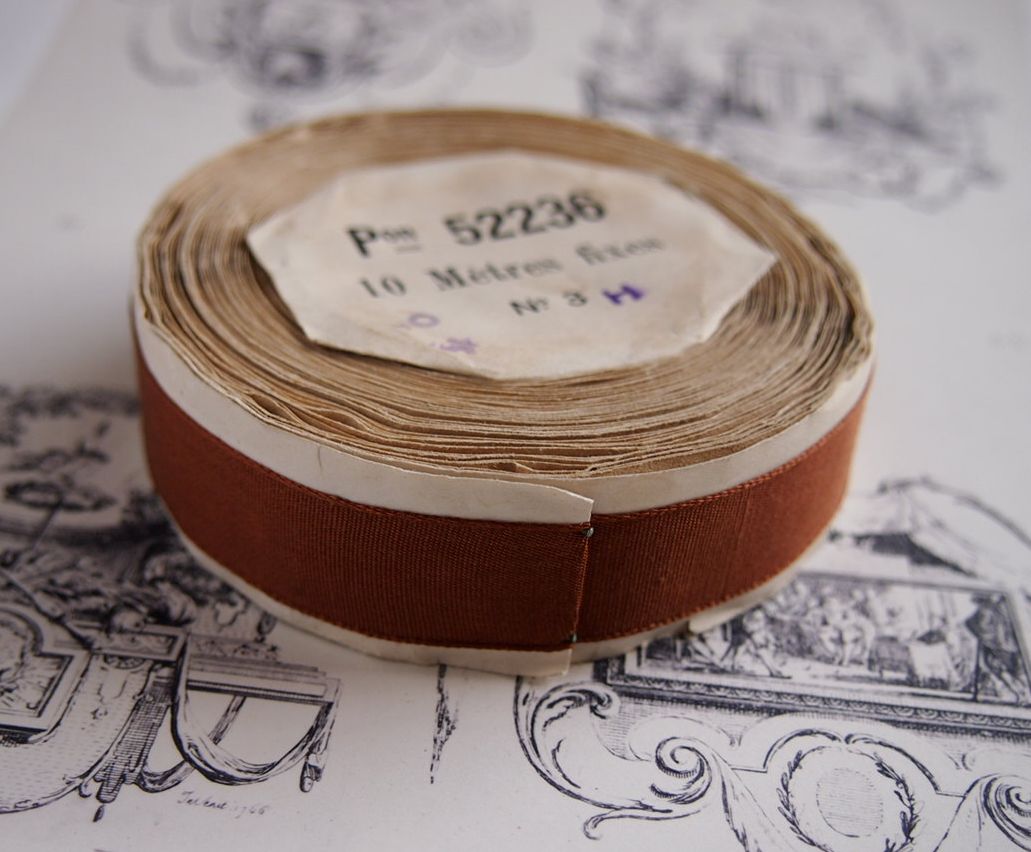 Pce 52236
10 Mètres fixes
Nº 3 H